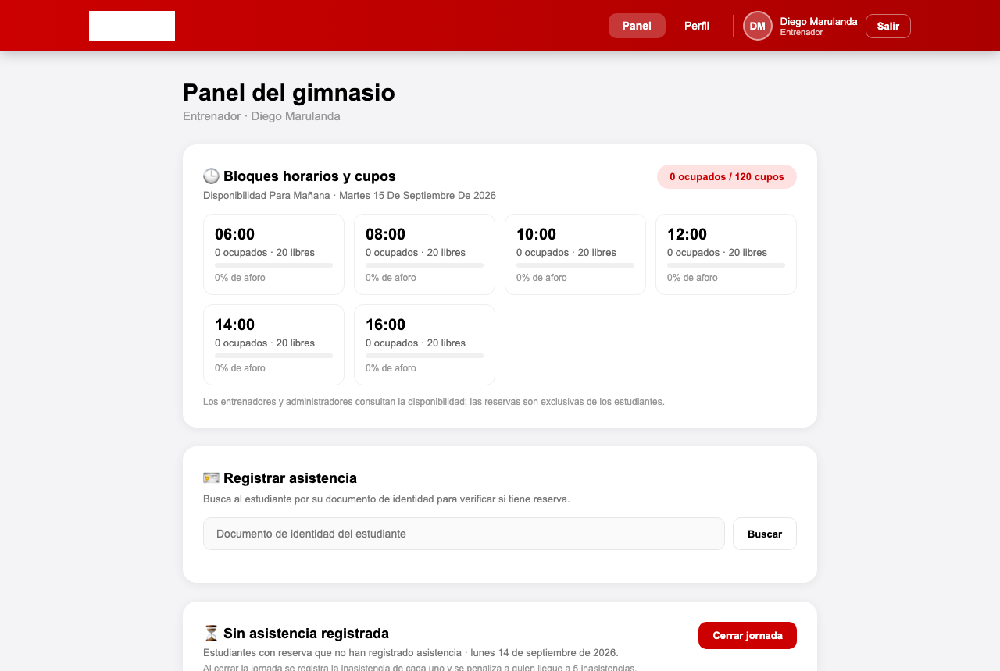 Panel
Perfil
DM
Diego Marulanda
Entrenador
Salir
Panel del gimnasio
Entrenador · Diego Marulanda
Bloques horarios y cupos
0 ocupados / 120 cupos
Disponibilidad Para Mañana · Martes 15 De Septiembre De 2026
06:00
0 ocupados · 20 libres
0% de aforo
08:00
0 ocupados · 20 libres
0% de aforo
10:00
0 ocupados · 20 libres
0% de aforo
12:00
0 ocupados · 20 libres
0% de aforo
14:00
0 ocupados · 20 libres
0% de aforo
16:00
0 ocupados · 20 libres
0% de aforo
Los entrenadores y administradores consultan la disponibilidad; las reservas son exclusivas de los estudiantes.
Registrar asistencia
Busca al estudiante por su documento de identidad para verificar si tiene reserva.
Documento de identidad del estudiante
Buscar
Sin asistencia registrada
Cerrar jornada
Estudiantes con reserva que no han registrado asistencia · lunes 14 de septiembre de 2026.
Al cerrar la jornada se registra la inasistencia de cada uno y se penaliza a quien llegue a 5 inasistencias.